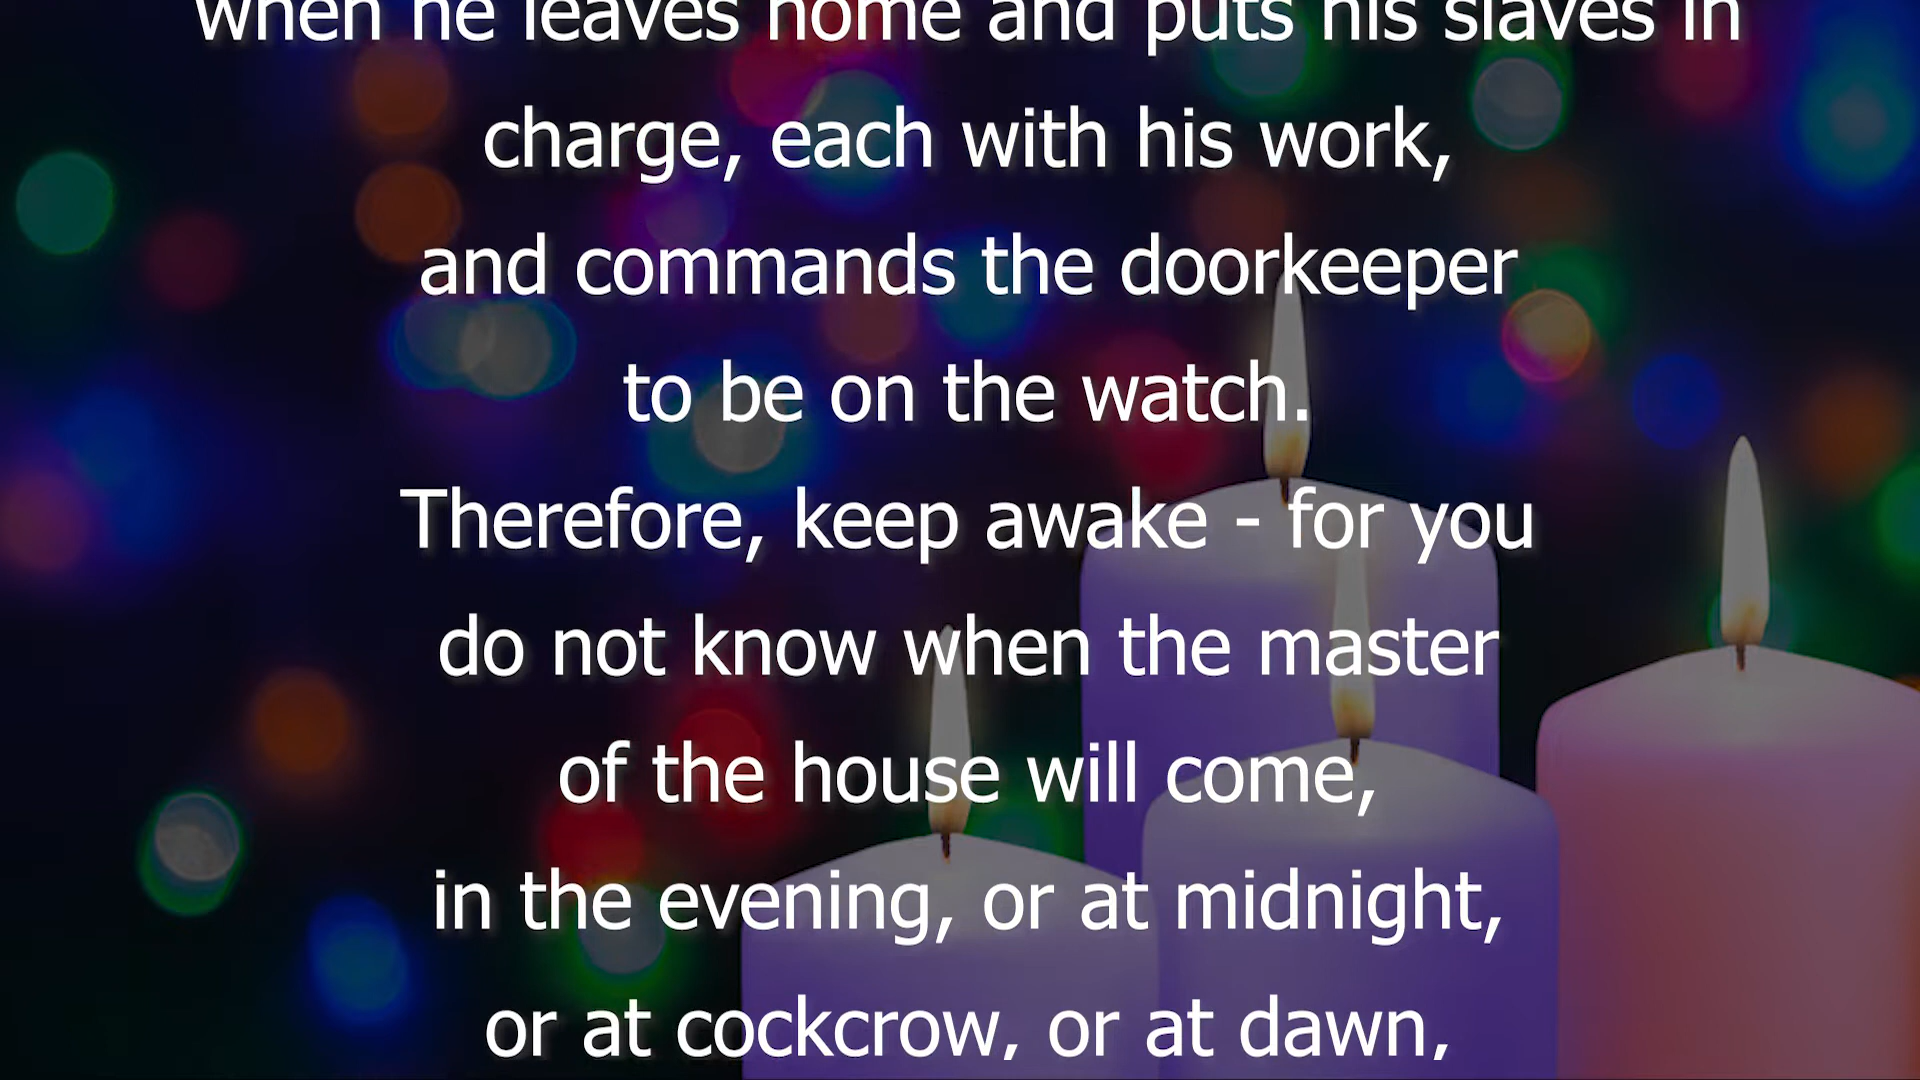 when he leaves home and puts his slaves in
charge, each with his work,
and commands the doorkeeper
to be on the watch.
Therefore, keep awake - for you
do not know when the master
of the house will come,
in the evening, or at midnight,
or at cockcrow, or at dawn,